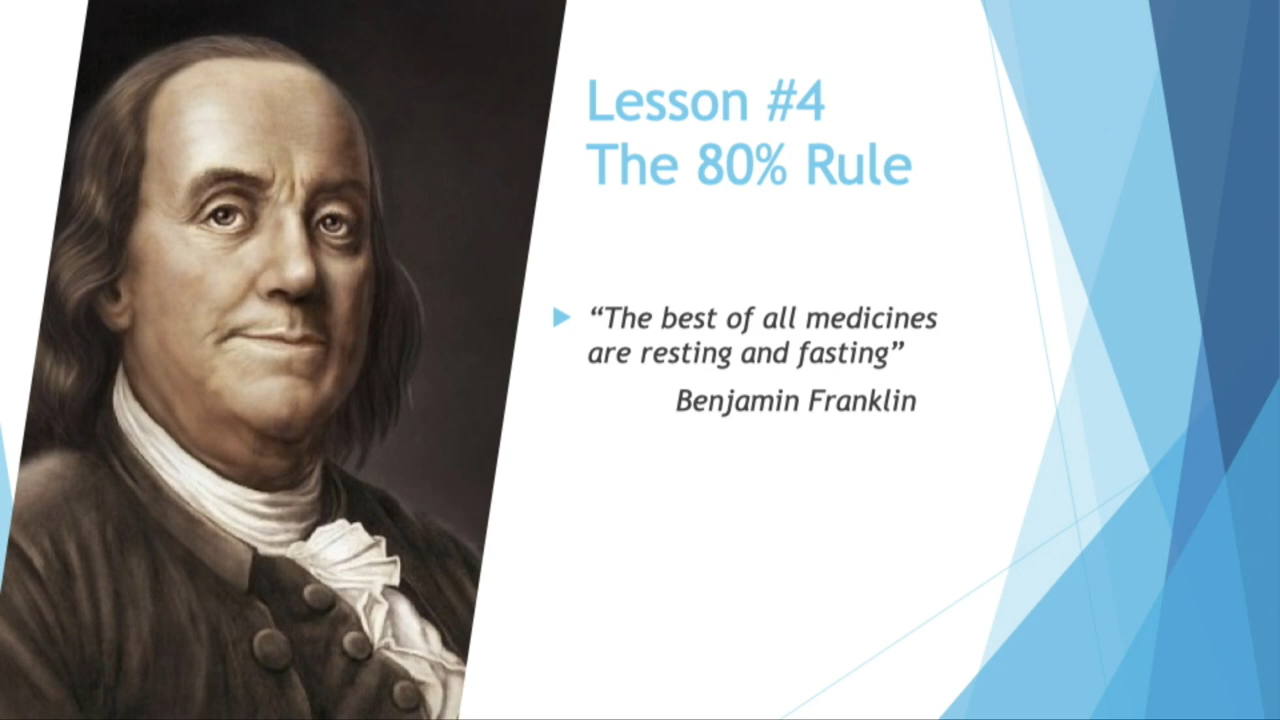 Lesson #4
The 80% Rule
“The best of all medicines
are resting and fasting”
Benjamin Franklin